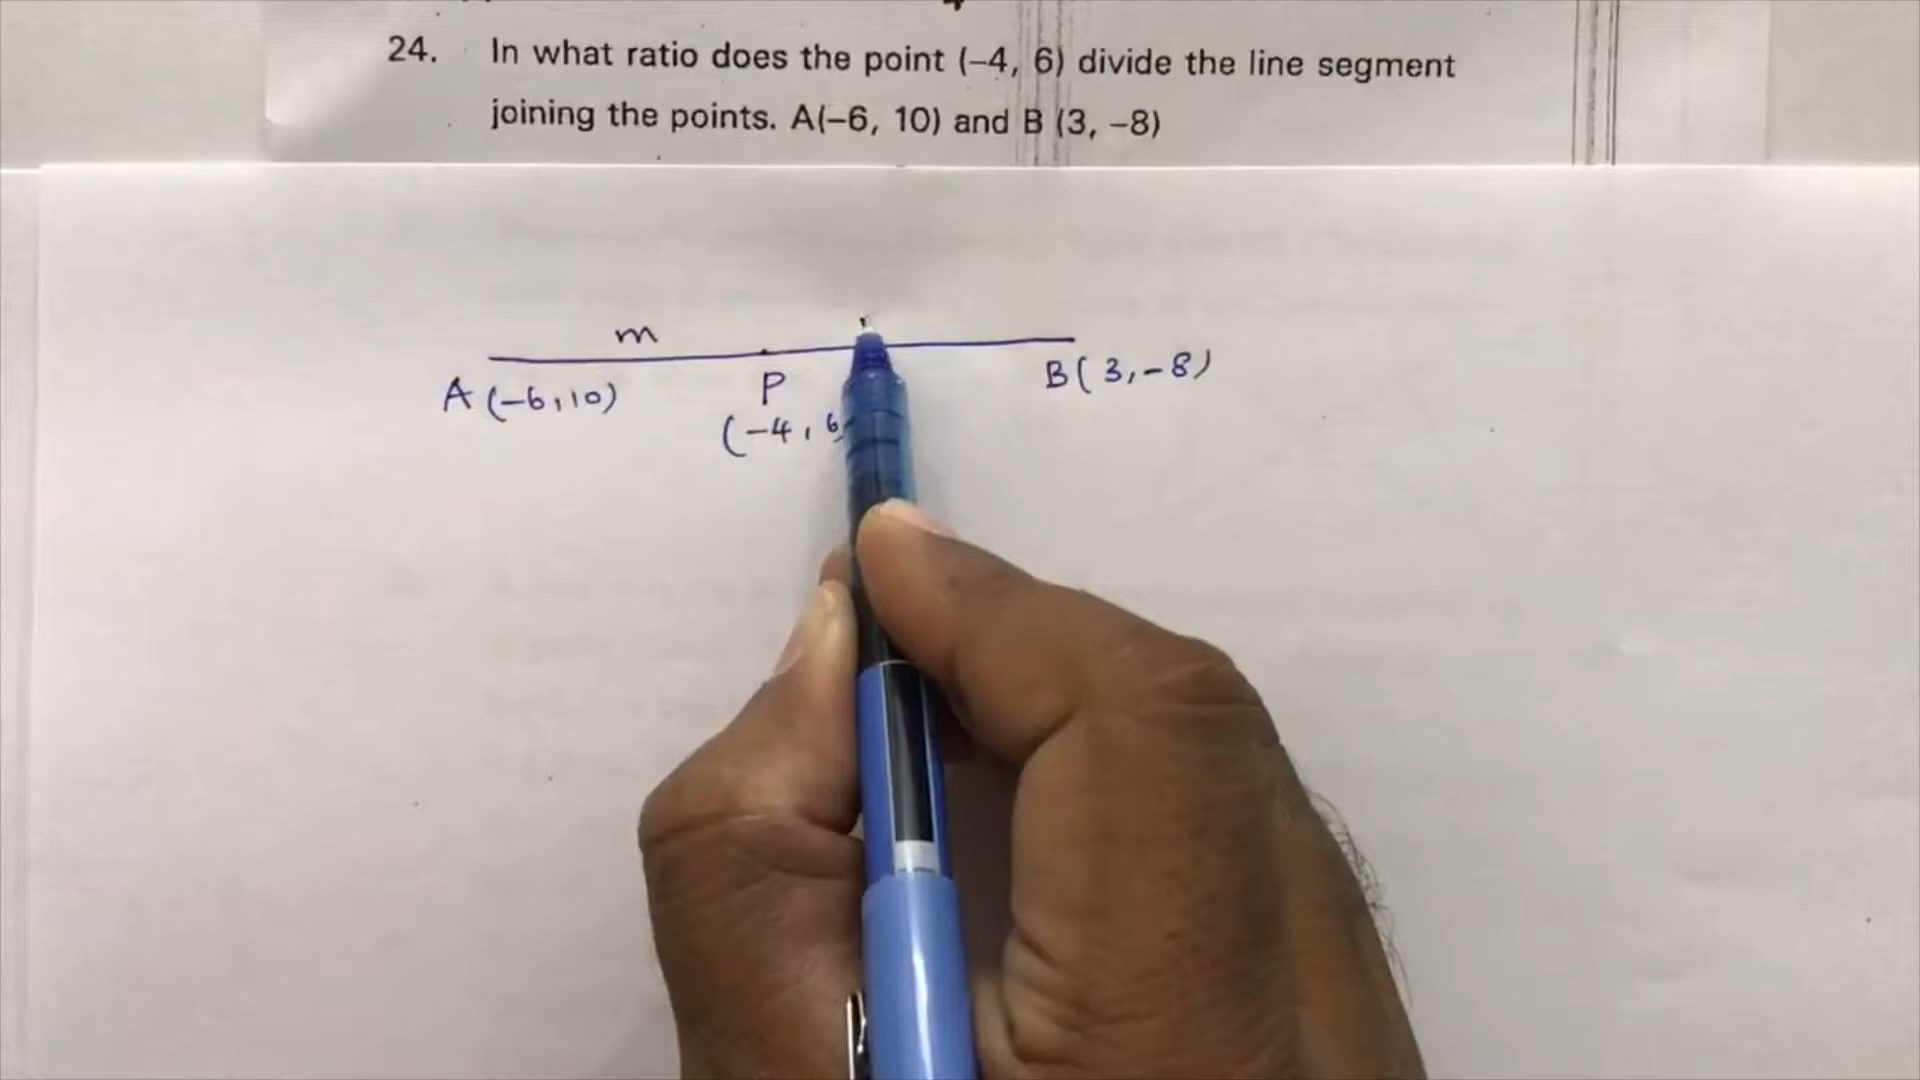 24. In what ratio does the point (–4, 6) divide the line segment
joining the points. A(–6, 10) and B (3, –8)
m
A (-6,10) P B( 3,-8)
(-4, 6